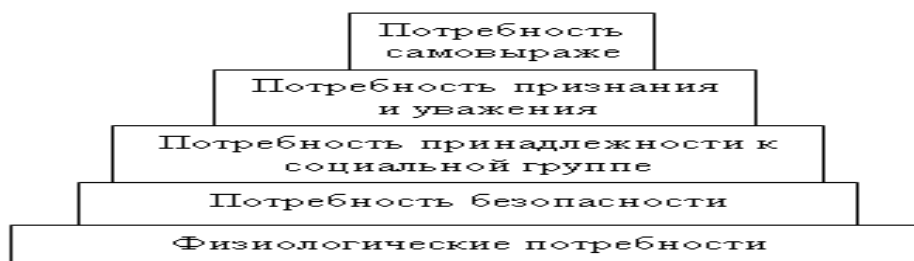 Потребность
самовыраже
Потребность признания
и уважения
Потребность принадлежности к
социальной группе
Потребность безопасности
Физиологические потребности